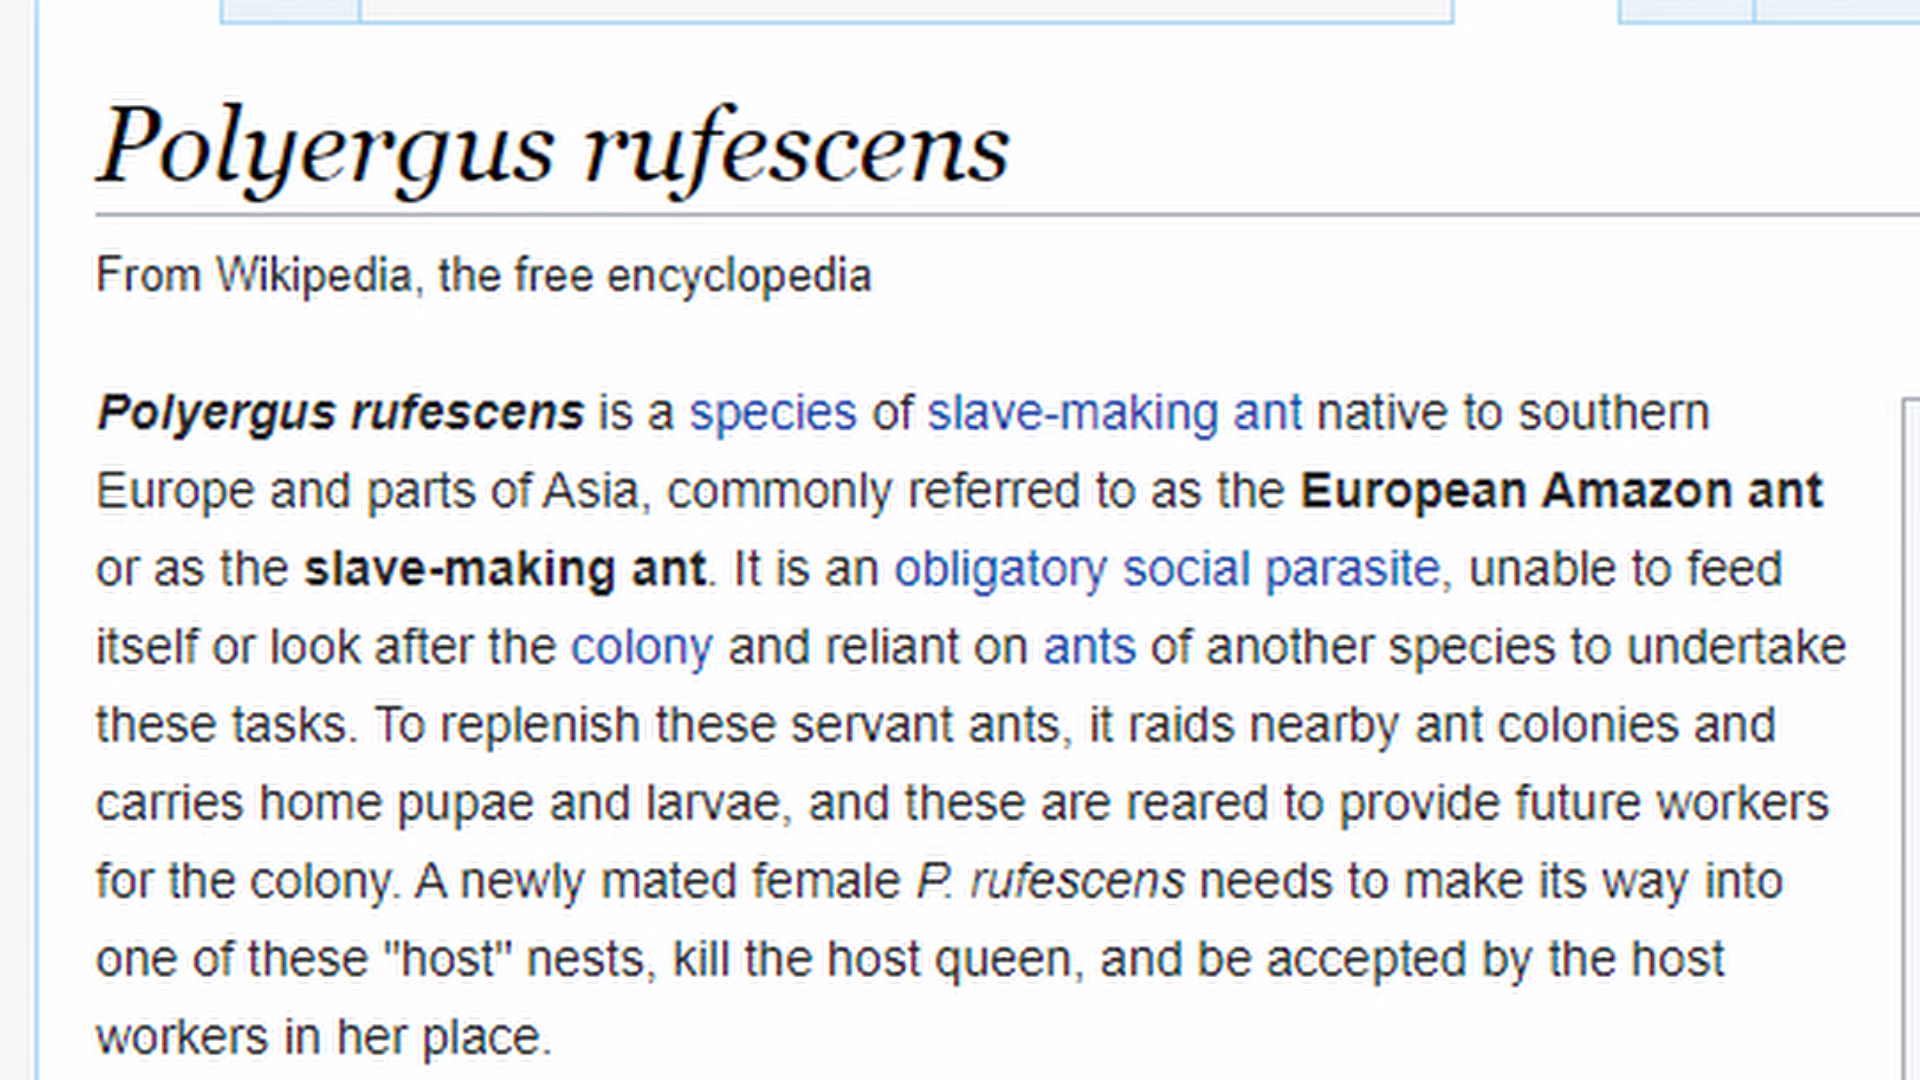 Polyergus rufescens
From Wikipedia, the free encyclopedia
Polyergus rufescens is a species of slave-making ant native to southern
Europe and parts of Asia, commonly referred to as the European Amazon ant
or as the slave-making ant. It is an obligatory social parasite, unable to feed
itself or look after the colony and reliant on ants of another species to undertake
these tasks. To replenish these servant ants, it raids nearby ant colonies and
carries home pupae and larvae, and these are reared to provide future workers
for the colony. A newly mated female P. rufescens needs to make its way into
one of these "host" nests, kill the host queen, and be accepted by the host
workers in her place.